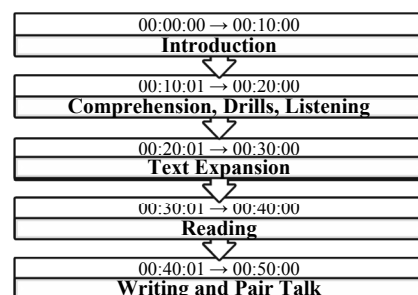 00:00:00 → 00:10:00
Introduction
00:10:01 → 00:20:00
Comprehension, Drills, Listening
00:20:01 → 00:30:00
Text Expansion
00:30:01 → 00:40:00
Reading
00:40:01 → 00:50:00
Writing and Pair Talk